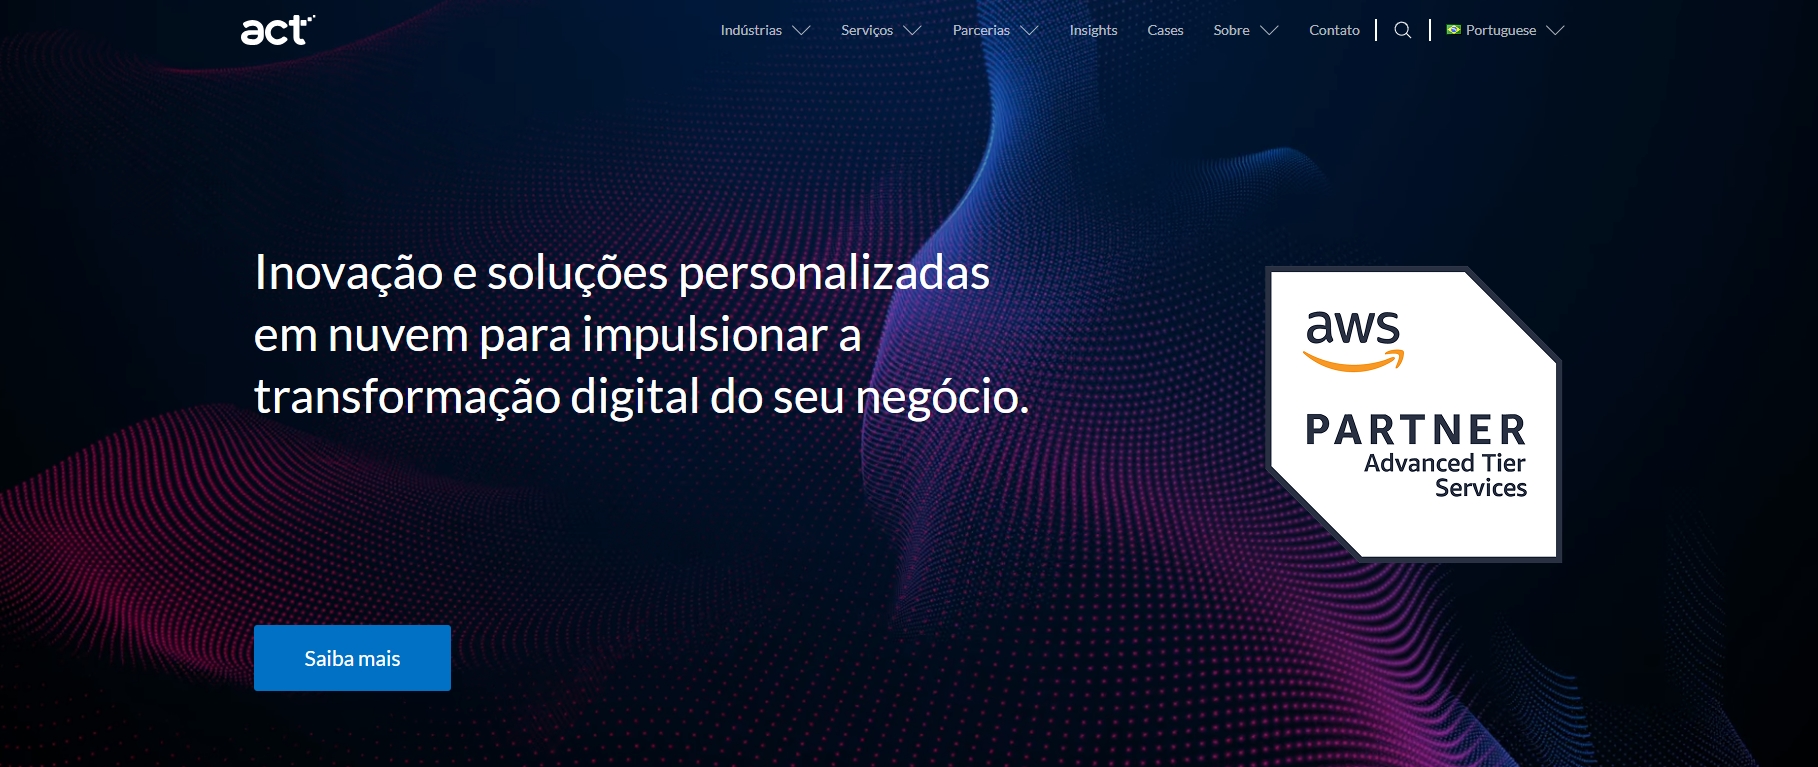 act
Indústrias
Serviços
Parcerias
Insights
Cases
Sobre
Contato
Portuguese
Inovação e soluções personalizadas
em nuvem para impulsionar a
transformação digital do seu negócio.
aws
PARTNER
Advanced Tier
Services
Saiba mais